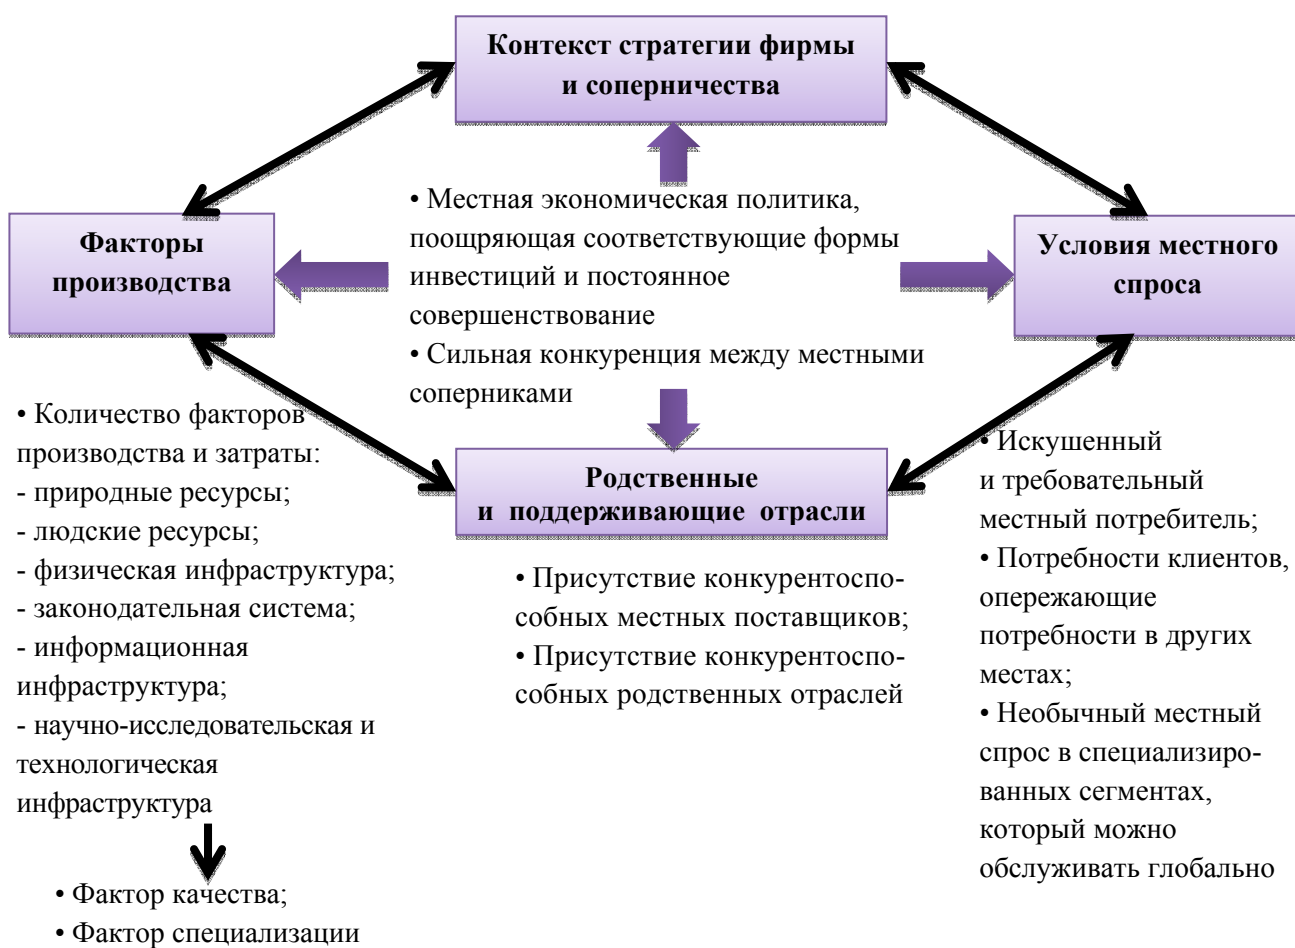 Контекст стратегии фирмы
и соперничества
• Местная экономическая политика,
поощряющая соответствующие формы
инвестиций и постоянное
совершенствование
• Сильная конкуренция между местными
соперниками
Факторы
производства
Условия местного
спроса
• Количество факторов
производства и затраты:
- природные ресурсы;
- людские ресурсы;
- физическая инфраструктура;
- законодательная система;
- информационная
инфраструктура;
- научно-исследовательская и
технологическая
инфраструктура
• Фактор качества;
• Фактор специализации
Родственные
и поддерживающие отрасли
• Присутствие конкурентоспо-
собных местных поставщиков;
• Присутствие конкурентоспо-
собных родственных отраслей
• Искушенный
и требовательный
местный потребитель;
• Потребности клиентов,
опережающие
потребности в других
местах;
• Необычный местный
спрос в специализиро-
ванных сегментах,
который можно
обслуживать глобально